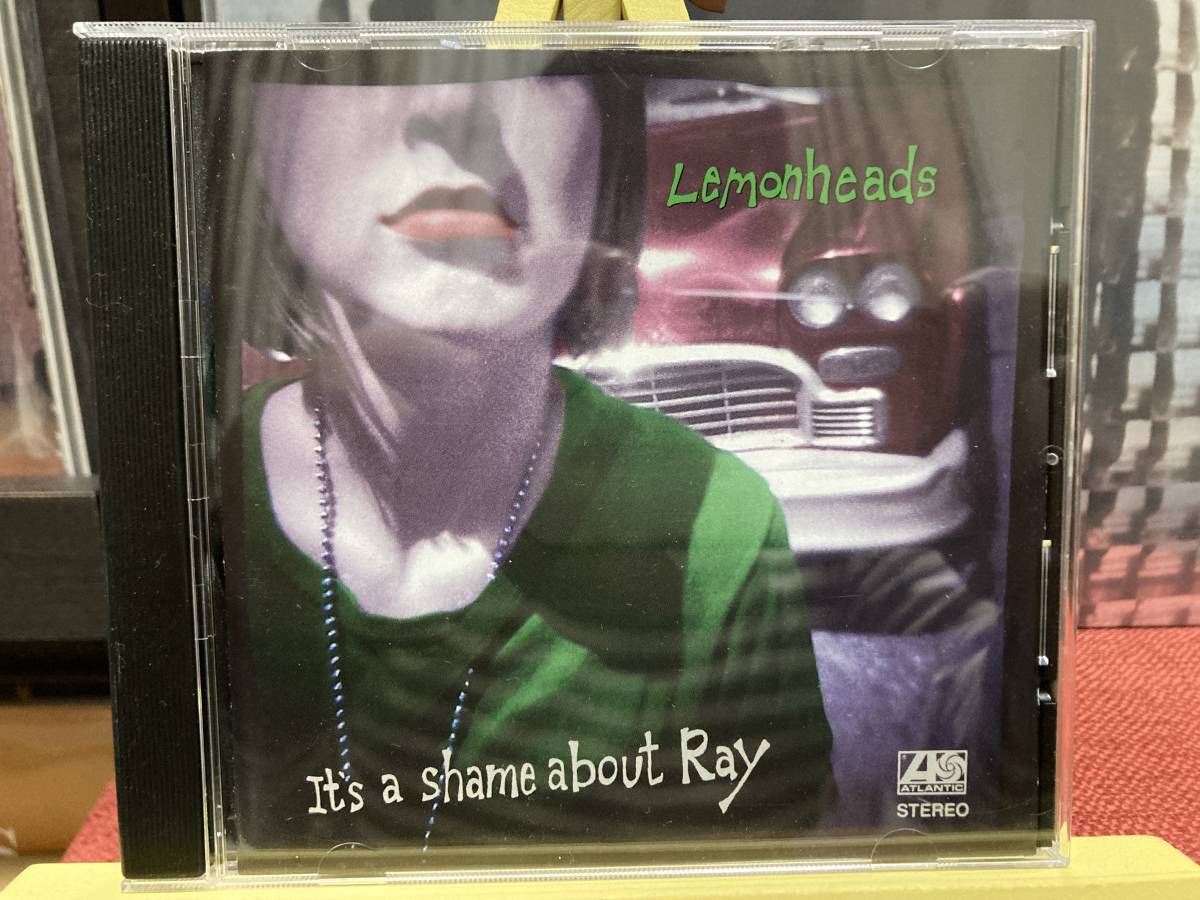 Lemonheads
It's a shame about Ray
ATLANTIC
STEREO